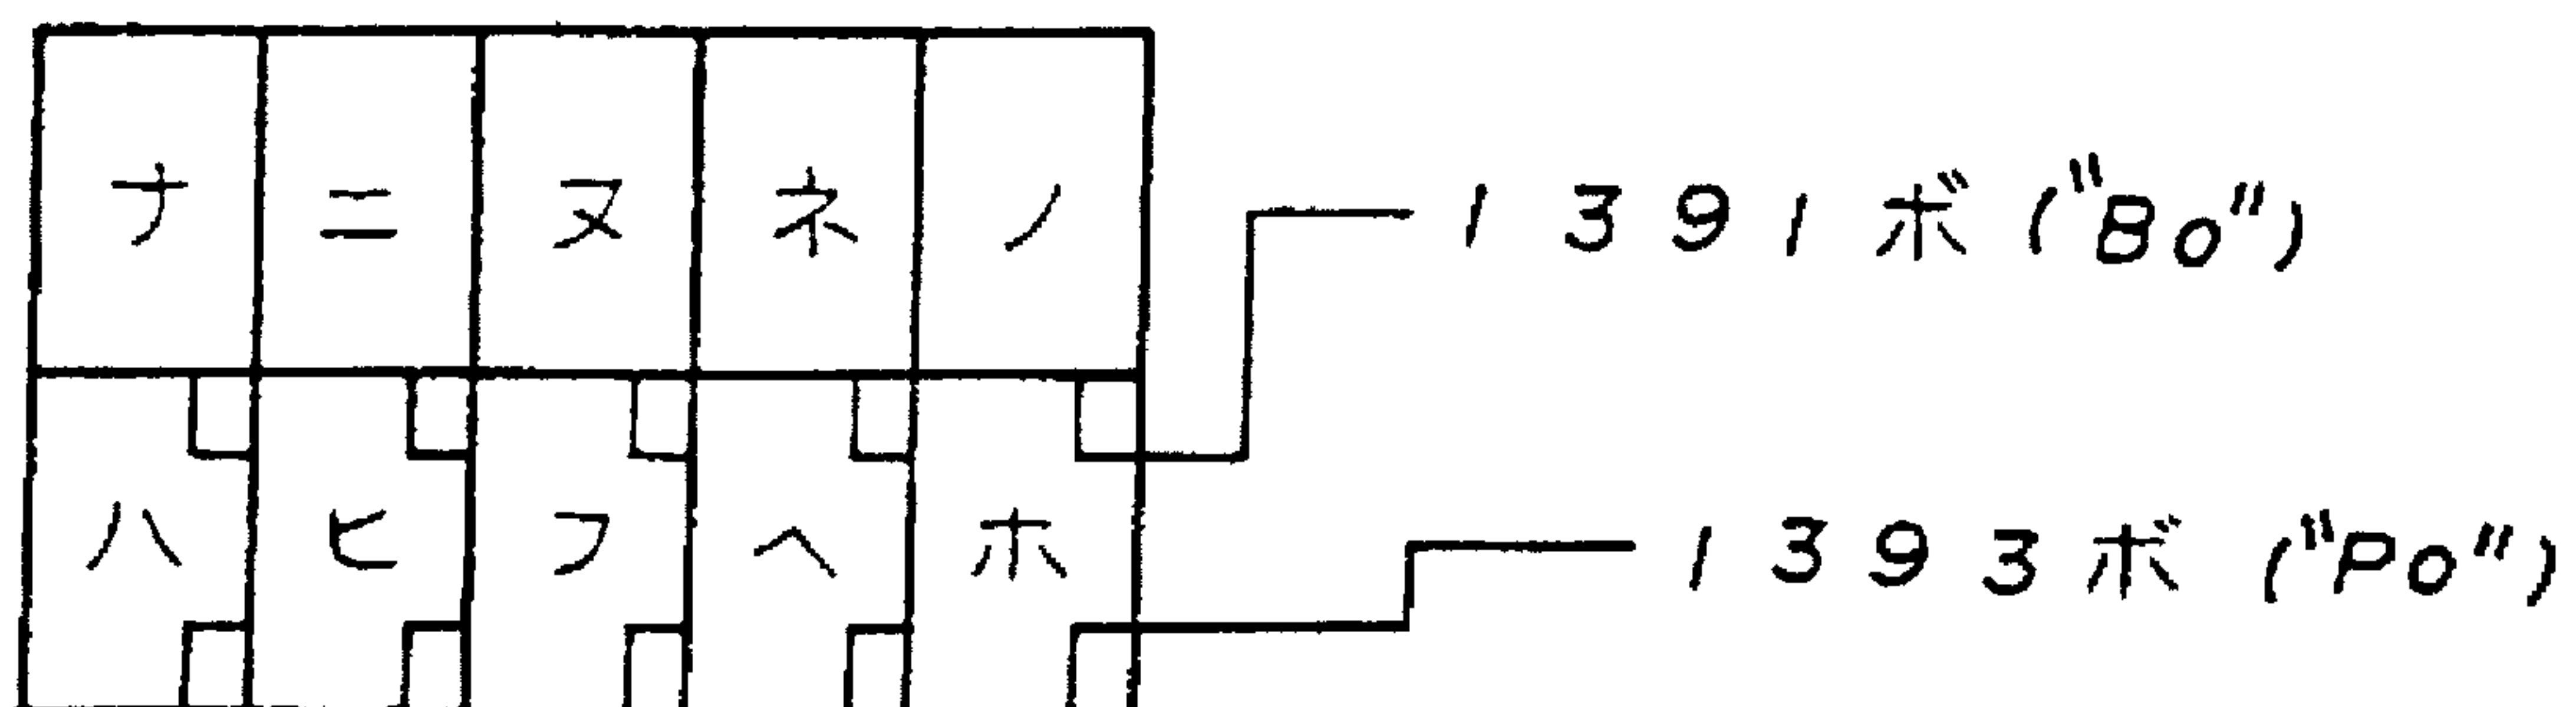 ナ ニ ヌ ネ ノ
1391 ボ ("Bo")
ハ ヒ フ ヘ ホ
1393 ボ ("Po")